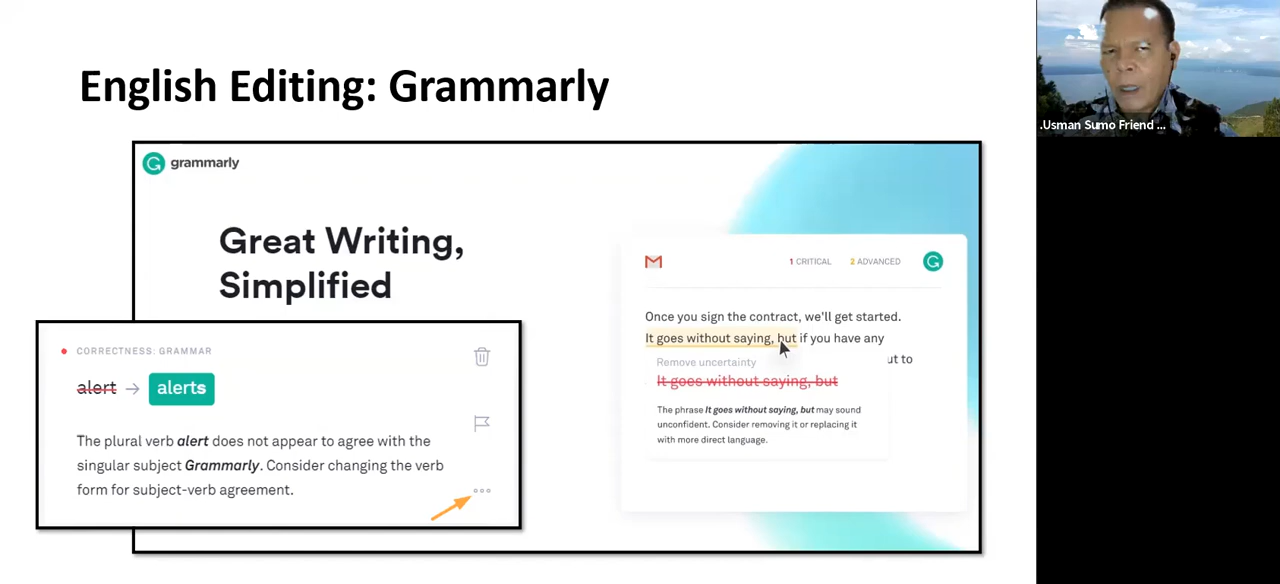 English Editing: Grammarly
.Usman Sumo Friend ...
grammarly
Great Writing,
Simplified
1 CRITICAL 2 ADVANCED
Once you sign the contract, we'll get started.
It goes without saying, but if you have any
ut to
Remove uncertainty
It goes without saying, but
The phrase It goes without saying, but may sound
unconfident. Consider removing it or replacing it
with more direct language.
CORRECTNESS: GRAMMAR
alert → alerts
The plural verb alert does not appear to agree with the
singular subject Grammarly. Consider changing the verb
form for subject-verb agreement.